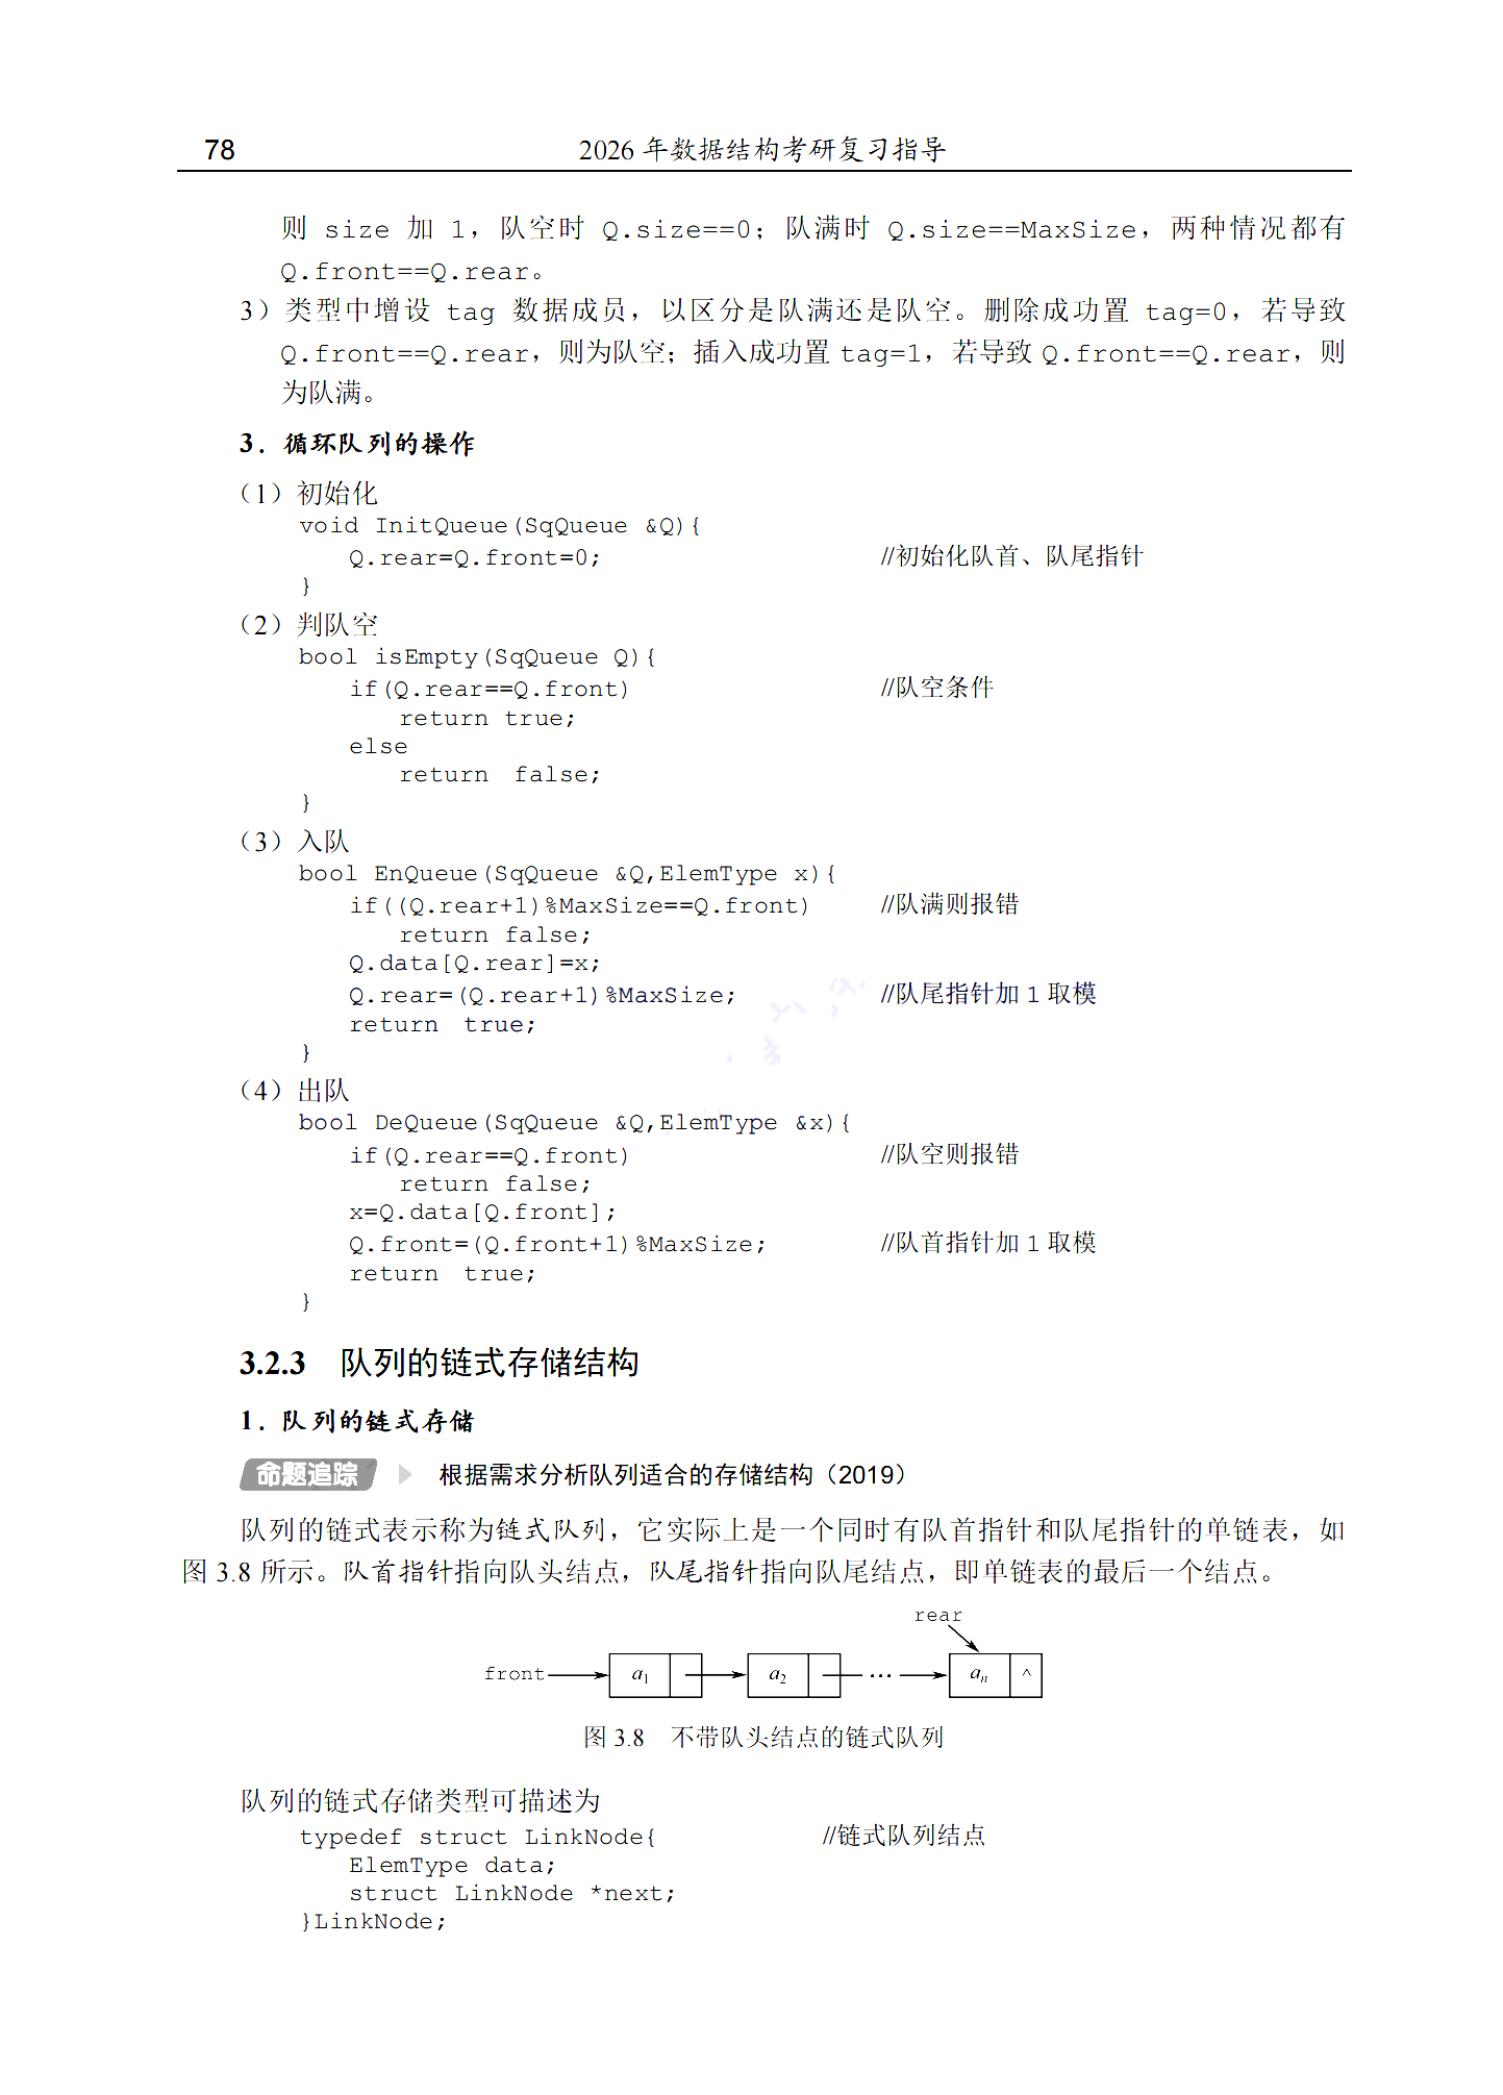 78
2026 年数据结构考研复习指导
则 size 加 1，队空时 Q.size==0；队满时 Q.size==MaxSize，两种情况都有
Q.front==Q.rear。
3）类型中增设 tag 数据成员，以区分是队满还是队空。删除成功置 tag=0，若导致
Q.front==Q.rear，则为队空；插入成功置 tag=1，若导致 Q.front==Q.rear，则
为队满。
3．循环队列的操作
（1）初始化
void InitQueue(SqQueue &Q){
Q.rear=Q.front=0; //初始化队首、队尾指针
}
（2）判队空
bool isEmpty(SqQueue Q){
if(Q.rear==Q.front) //队空条件
return true;
else
return false;
}
（3）入队
bool EnQueue(SqQueue &Q,ElemType x){
if((Q.rear+1)%MaxSize==Q.front) //队满则报错
return false;
Q.data[Q.rear]=x;
Q.rear=(Q.rear+1)%MaxSize; //队尾指针加 1 取模
return true;
}
（4）出队
bool DeQueue(SqQueue &Q,ElemType &x){
if(Q.rear==Q.front) //队空则报错
return false;
x=Q.data[Q.front];
Q.front=(Q.front+1)%MaxSize; //队首指针加 1 取模
return true;
}
3.2.3 队列的链式存储结构
1．队列的链式存储
命题追踪 根据需求分析队列适合的存储结构（2019）
队列的链式表示称为链式队列，它实际上是一个同时有队首指针和队尾指针的单链表，如
图 3.8 所示。队首指针指向队头结点，队尾指针指向队尾结点，即单链表的最后一个结点。
rear
front a1 a2 … an ^
图 3.8 不带队头结点的链式队列
队列的链式存储类型可描述为
typedef struct LinkNode{ //链式队列结点
ElemType data;
struct LinkNode *next;
}LinkNode;